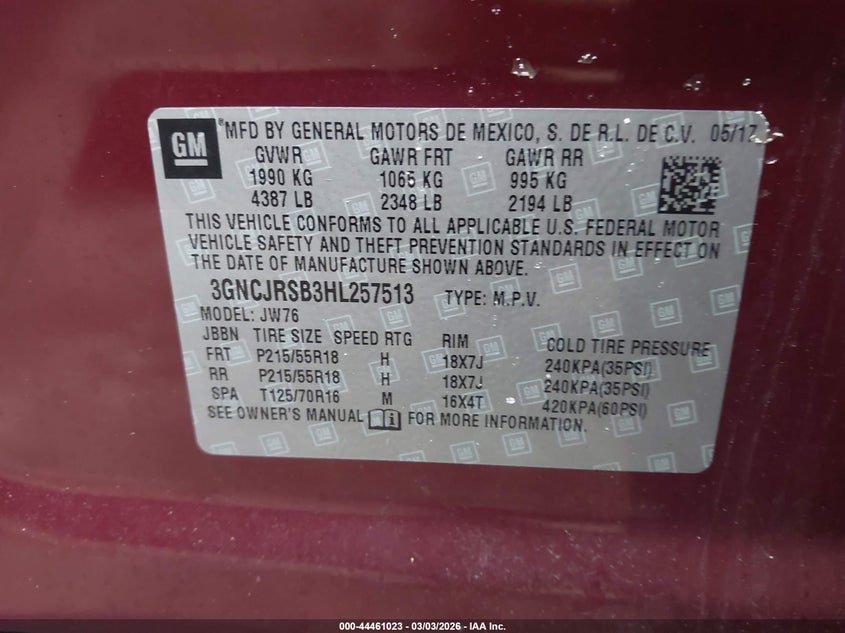 GM
®MFD BY GENERAL MOTORS DE MEXICO, S. DE R.L. DE C.V. 05/17
GVWR GAWR FRT GAWR RR
1990 KG 1065 KG 995 KG
4387 LB 2348 LB 2194 LB
THIS VEHICLE CONFORMS TO ALL APPLICABLE U.S. FEDERAL MOTOR
VEHICLE SAFETY AND THEFT PREVENTION STANDARDS IN EFFECT ON
THE DATE OF MANUFACTURE SHOWN ABOVE.
3GNCJRSB3HL257513 TYPE: M.P.V.
MODEL: JW76
JBBN TIRE SIZE SPEED RTG RIM COLD TIRE PRESSURE
FRT P215/55R18 H 18X7J 240KPA(35PSI)
RR P215/55R18 H 18X7J 240KPA(35PSI)
SPA T125/70R16 M 16X4T 420KPA(60PSI)
SEE OWNER'S MANUAL FOR MORE INFORMATION.
000-44461023 — 03/03/2026 — IAA Inc.